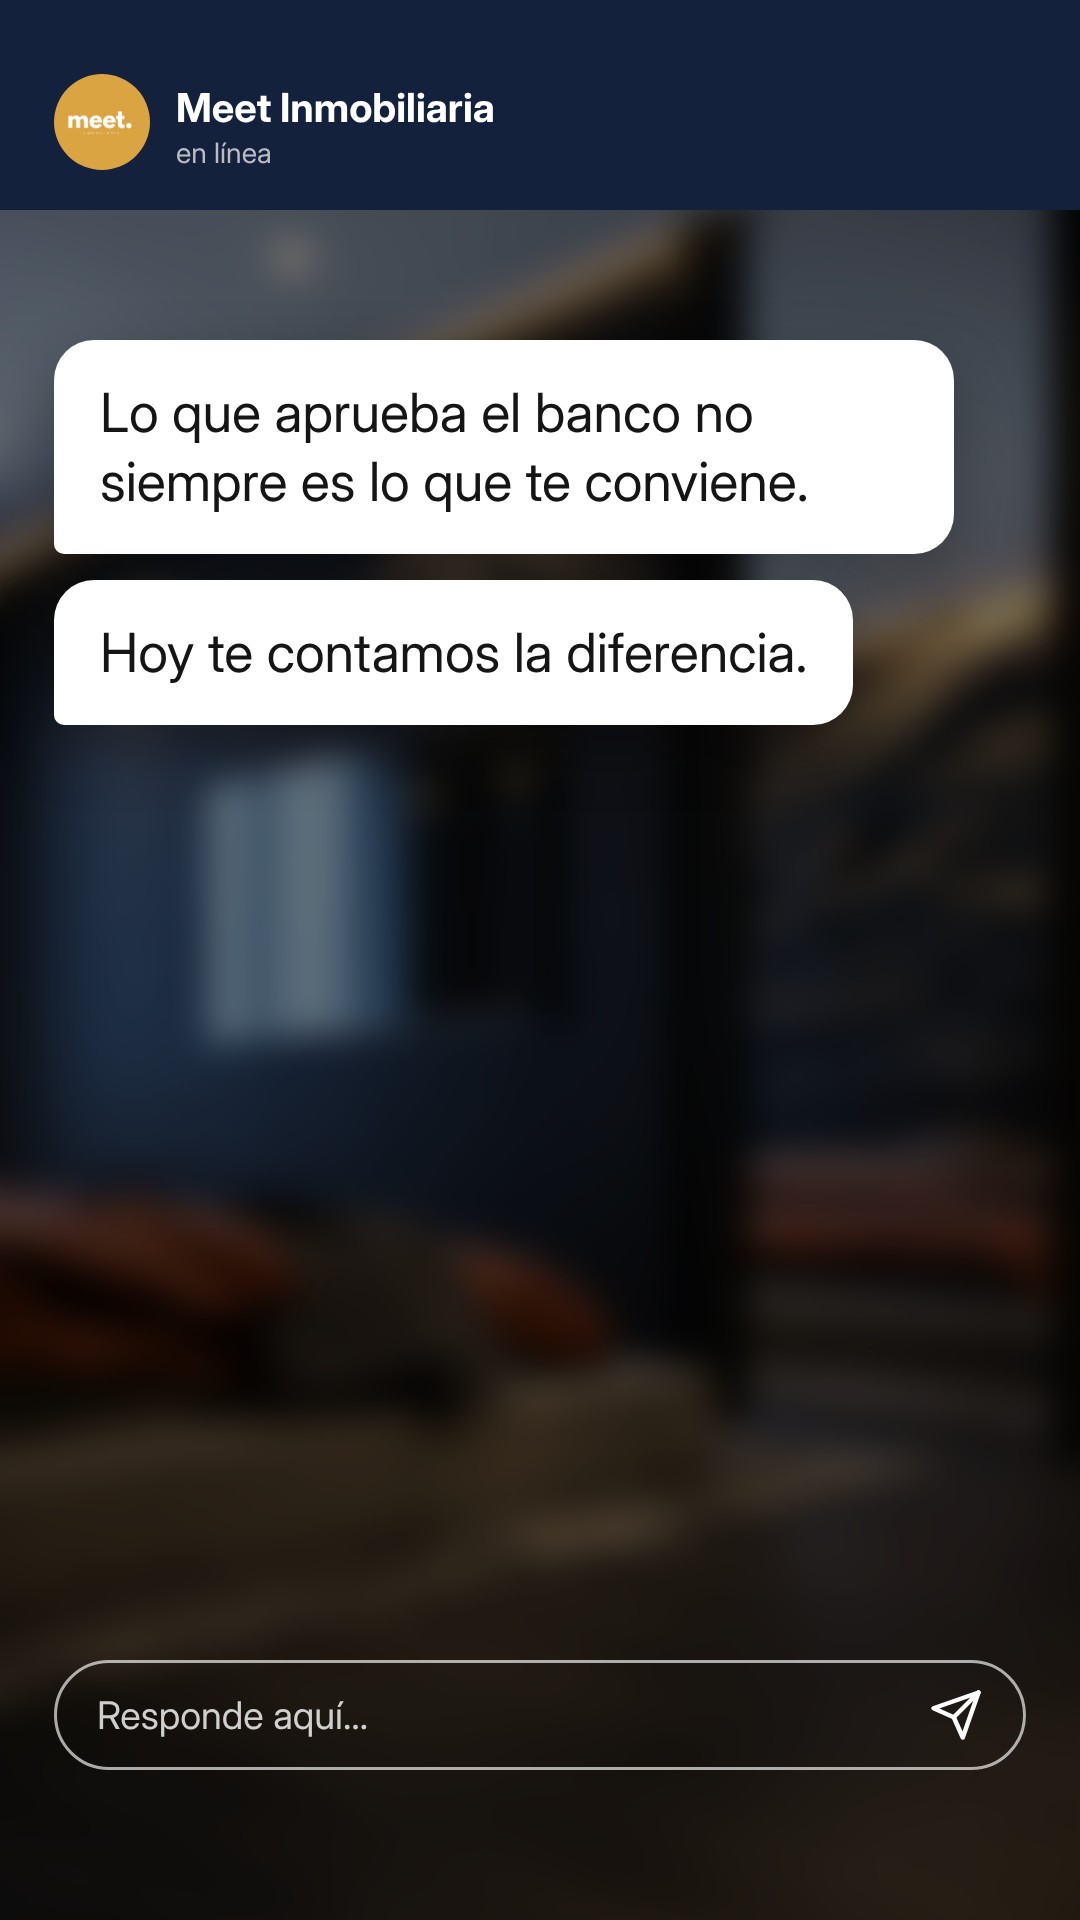 meet.
Meet Inmobiliaria
en línea
Lo que aprueba el banco no
siempre es lo que te conviene.
Hoy te contamos la diferencia.
Responde aquí...